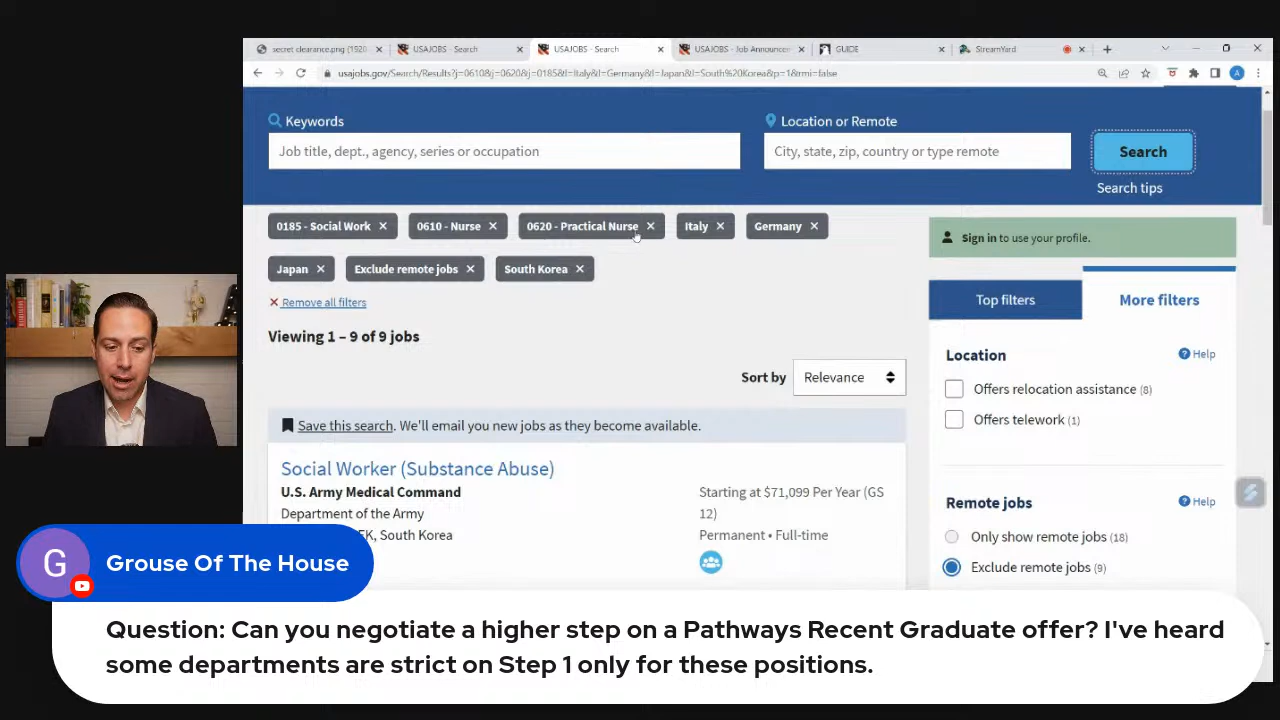 secret clearance.png (1920
USAJOBS - Search
USAJOBS - Search
USAJOBS - Job Announcem
GUIDE
StreamYard
usajobs.gov/Search/Results?j=0610&j=0620&j=0185&l=Italy&l=Germany&l=Japan&l=South%20Korea&p=1&rmi=false
Keywords
Location or Remote
Job title, dept., agency, series or occupation
City, state, zip, country or type remote
Search
Search tips
0185 - Social Work ✕
0610 - Nurse ✕
0620 - Practical Nurse ✕
Italy ✕
Germany ✕
Japan ✕
Exclude remote jobs ✕
South Korea ✕
✕ Remove all filters
Viewing 1 – 9 of 9 jobs
Sort by Relevance
Save this search. We'll email you new jobs as they become available.
Social Worker (Substance Abuse)
U.S. Army Medical Command
Department of the Army
South Korea
Starting at $71,099 Per Year (GS
12)
Permanent • Full-time
Sign in to use your profile.
Top filters
More filters
Location
Help
Offers relocation assistance (8)
Offers telework (1)
Remote jobs
Help
Only show remote jobs (18)
Exclude remote jobs (9)
A
G
Grouse Of The House
Question: Can you negotiate a higher step on a Pathways Recent Graduate offer? I've heard
some departments are strict on Step 1 only for these positions.